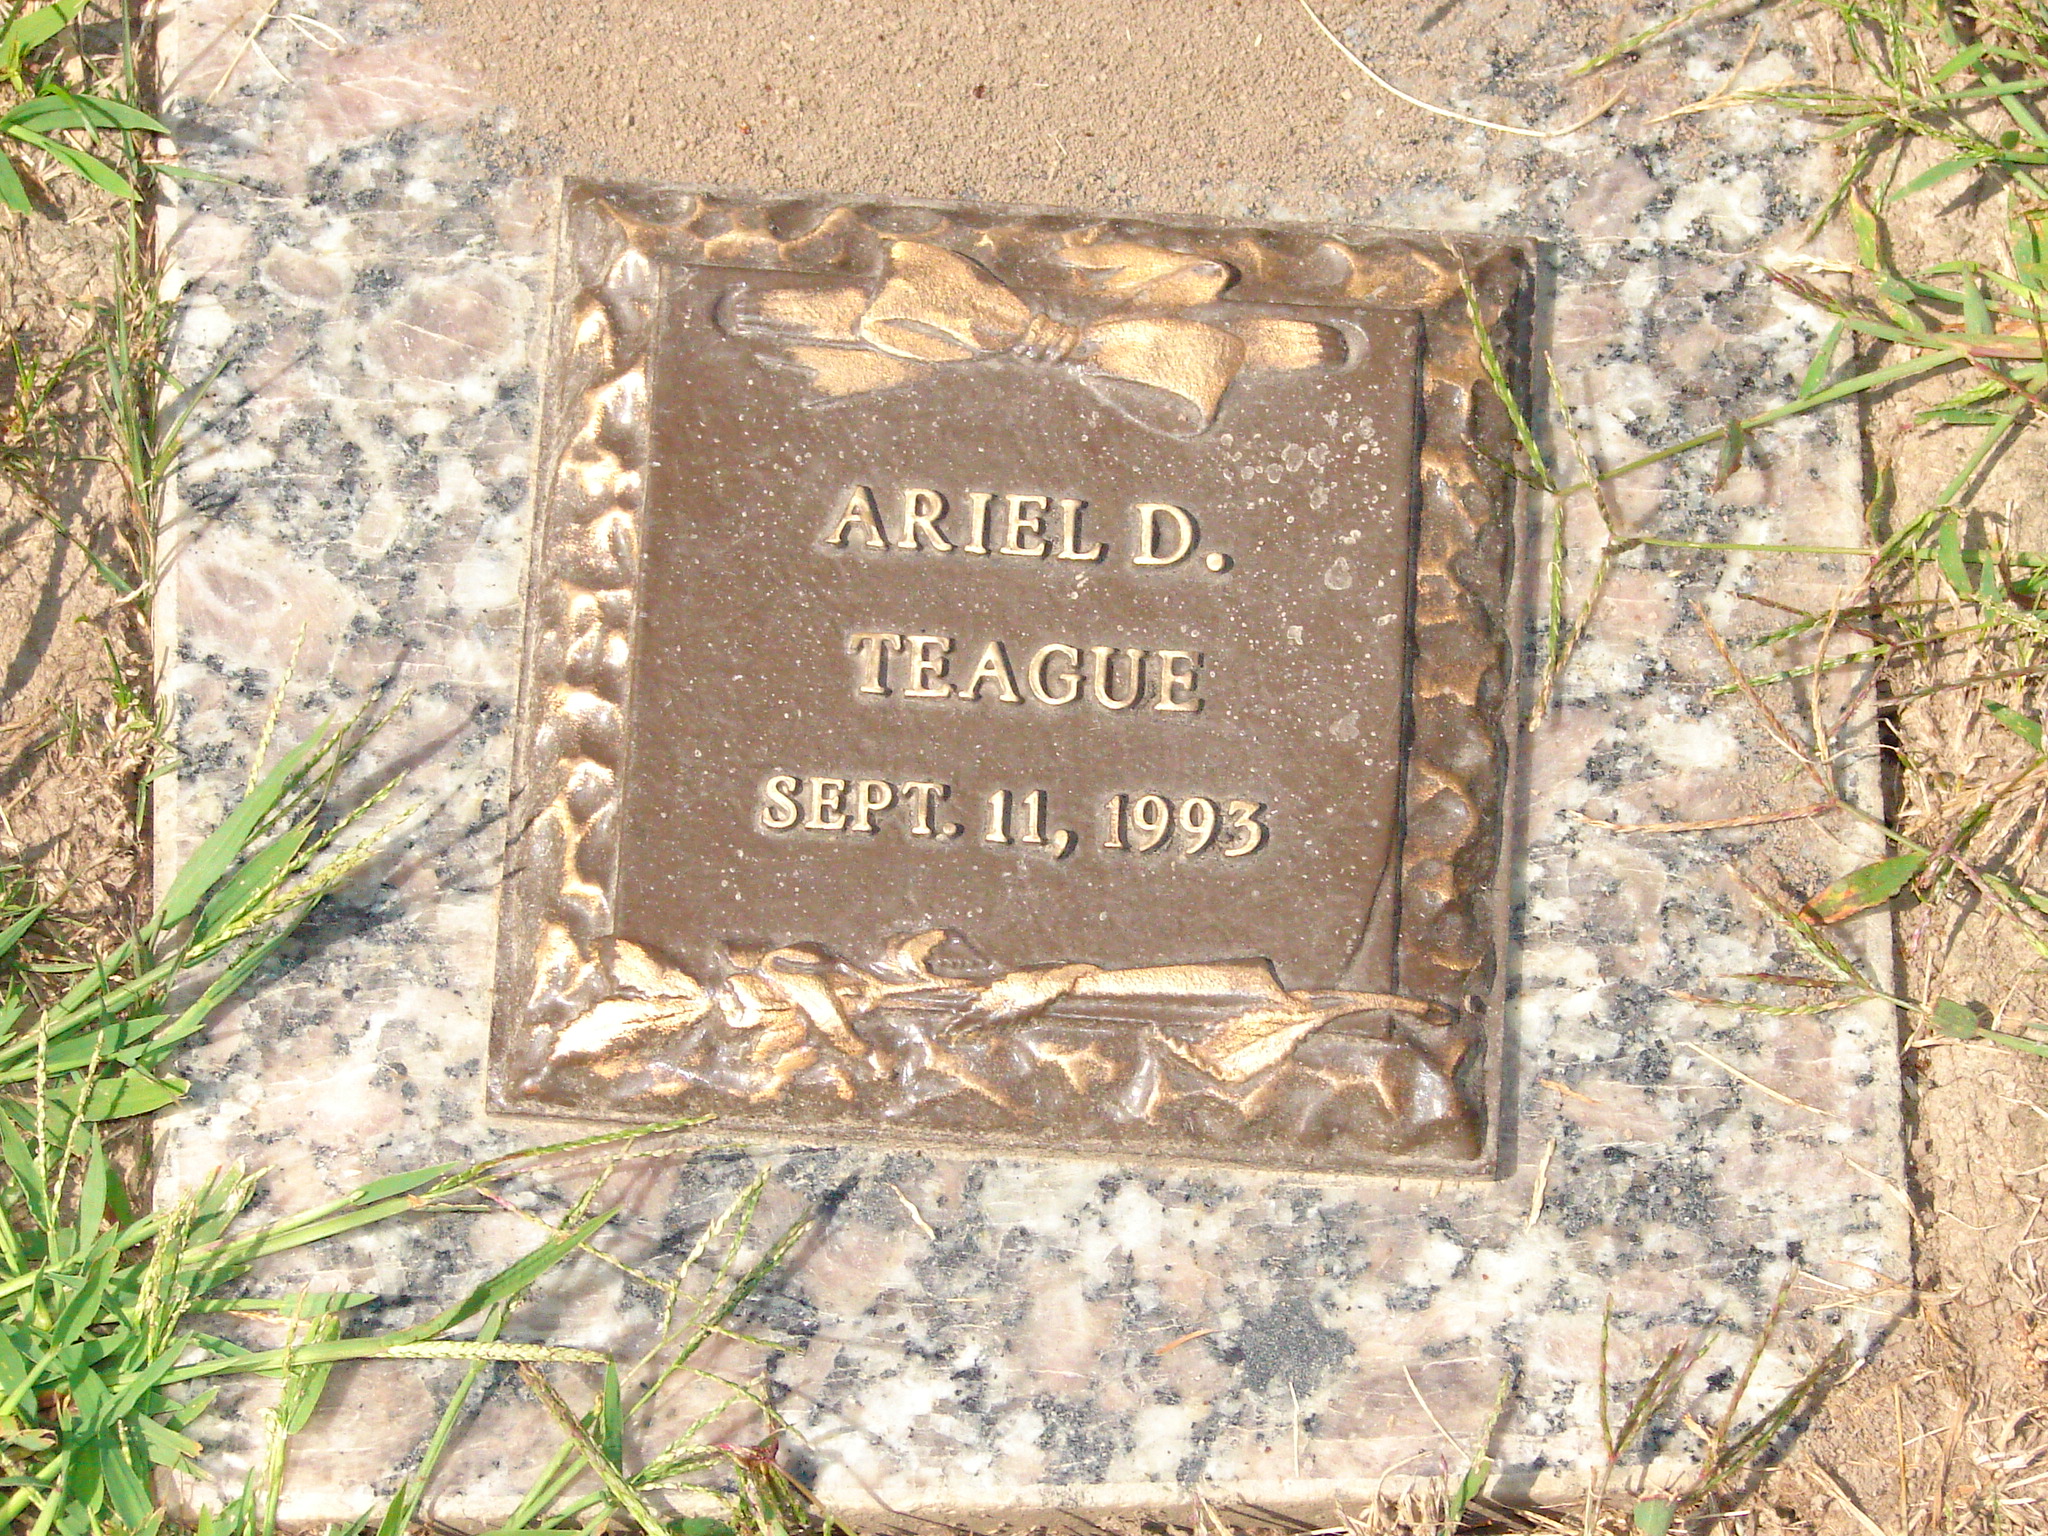 ARIEL D.
TEAGUE
SEPT. 11, 1993